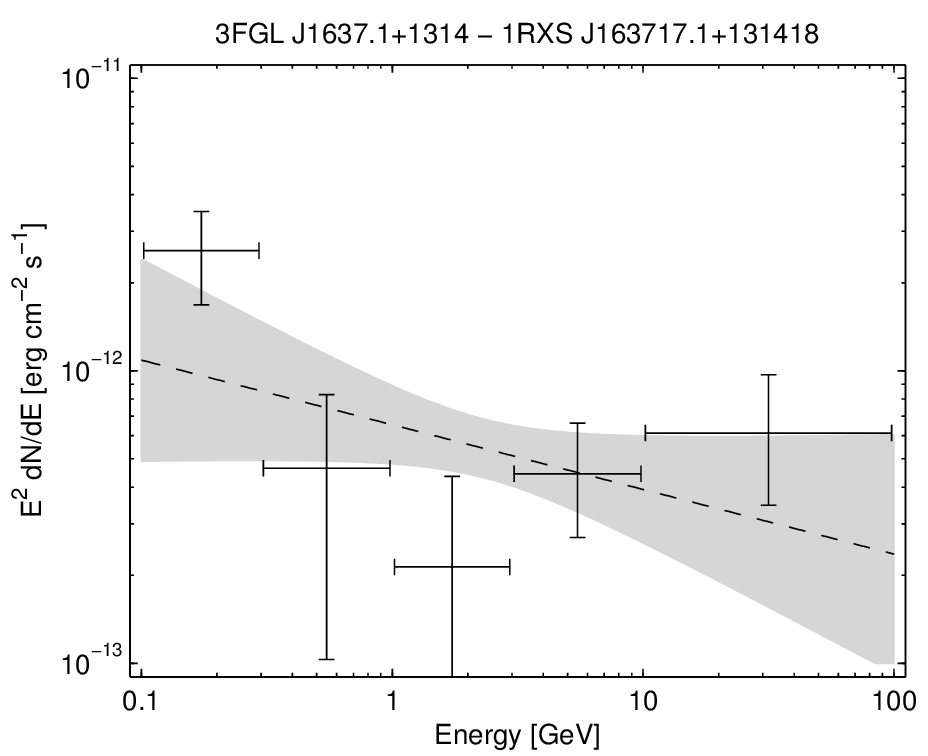 3FGL J1637.1+1314 − 1RXS J163717.1+131418
10⁻¹¹
10⁻¹²
10⁻¹³
E² dN/dE [erg cm⁻² s⁻¹]
0.1 1 10 100
Energy [GeV]